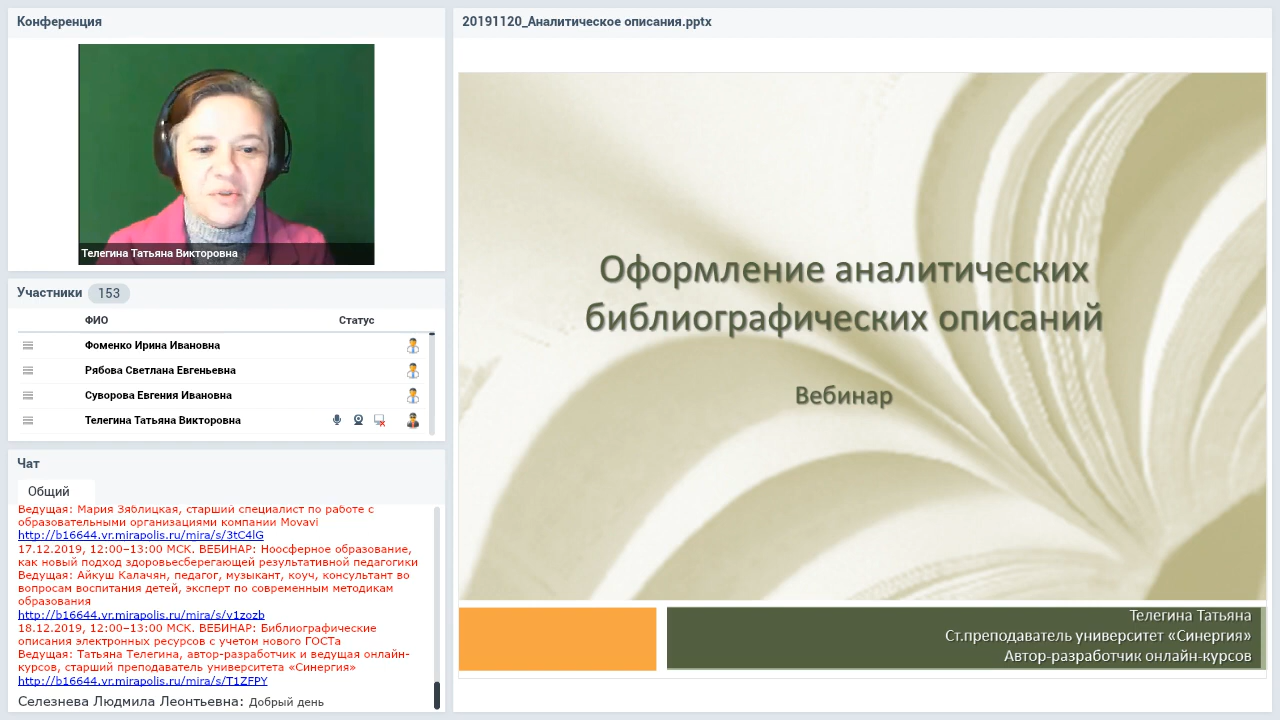 Конференция
Телегина Татьяна Викторовна
Участники 153
ФИО Статус
Фоменко Ирина Ивановна
Рябова Светлана Евгеньевна
Суворова Евгения Ивановна
Телегина Татьяна Викторовна
Чат
Общий
Ведущая: Мария Зяблицкая, старший специалист по работе с
образовательными организациями компании Movavi
http://b16644.vr.mirapolis.ru/mira/s/3tC4lG
17.12.2019, 12:00–13:00 МСК. ВЕБИНАР: Ноосферное образование,
как новый подход здоровьесберегающей результативной педагогики
Ведущая: Айкуш Калачян, педагог, музыкант, коуч, консультант во
вопросам воспитания детей, эксперт по современным методикам
образования
http://b16644.vr.mirapolis.ru/mira/s/v1zozb
18.12.2019, 12:00–13:00 МСК. ВЕБИНАР: Библиографические
описания электронных ресурсов с учетом нового ГОСТа
Ведущая: Татьяна Телегина, автор-разработчик и ведущая онлайн-
курсов, старший преподаватель университета «Синергия»
http://b16644.vr.mirapolis.ru/mira/s/T1ZFPY
Селезнева Людмила Леонтьевна: Добрый день
20191120_Аналитическое описания.pptx
Оформление аналитических
библиографических описаний
Вебинар
Телегина Татьяна
Ст.преподаватель университет «Синергия»
Автор-разработчик онлайн-курсов